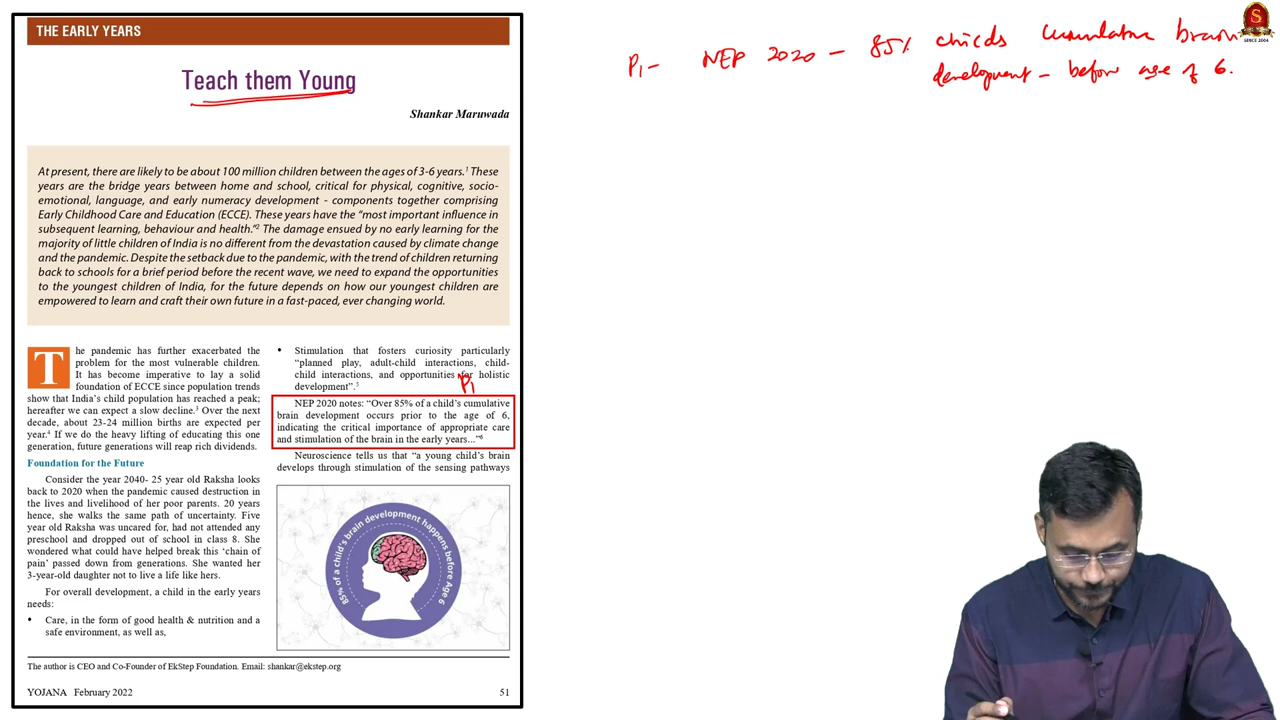 THE EARLY YEARS
Teach them Young
Shankar Maruwada
At present, there are likely to be about 100 million children between the ages of 3-6 years.1 These
years are the bridge years between home and school, critical for physical, cognitive, socio-
emotional, language, and early numeracy development - components together comprising
Early Childhood Care and Education (ECCE). These years have the “most important influence in
subsequent learning, behaviour and health.”2 The damage ensued by no early learning for the
majority of little children of India is no different from the devastation caused by climate change
and the pandemic. Despite the setback due to the pandemic, with the trend of children returning
back to schools for a brief period before the recent wave, we need to expand the opportunities
to the youngest children of India, for the future depends on how our youngest children are
empowered to learn and craft their own future in a fast-paced, ever changing world.
The pandemic has further exacerbated the
problem for the most vulnerable children.
It has become imperative to lay a solid
foundation of ECCE since population trends
show that India’s child population has reached a peak;
hereafter we can expect a slow decline.3 Over the next
decade, about 23-24 million births are expected per
year.4 If we do the heavy lifting of educating this one
generation, future generations will reap rich dividends.
Foundation for the Future
Consider the year 2040- 25 year old Raksha looks
back to 2020 when the pandemic caused destruction in
the lives and livelihood of her poor parents. 20 years
hence, she walks the same path of uncertainty. Five
year old Raksha was uncared for, had not attended any
preschool and dropped out of school in class 8. She
wondered what could have helped break this ‘chain of
pain’ passed down from generations. She wanted her
3-year-old daughter not to live a life like hers.
For overall development, a child in the early years
needs:
• Care, in the form of good health & nutrition and a
safe environment, as well as,
• Stimulation that fosters curiosity particularly
“planned play, adult-child interactions, child-
child interactions, and opportunities for holistic
development”.5
P1
NEP 2020 notes: “Over 85% of a child’s cumulative
brain development occurs prior to the age of 6,
indicating the critical importance of appropriate care
and stimulation of the brain in the early years...”6
Neuroscience tells us that “a young child’s brain
develops through stimulation of the sensing pathways
85% of a child's brain development happens before Age 6
The author is CEO and Co-Founder of EkStep Foundation. Email: shankar@ekstep.org
YOJANA February 2022
51
P1 - NEP 2020 - 85% childs cumulative brain
development - before age of 6.
S
SINCE 2004